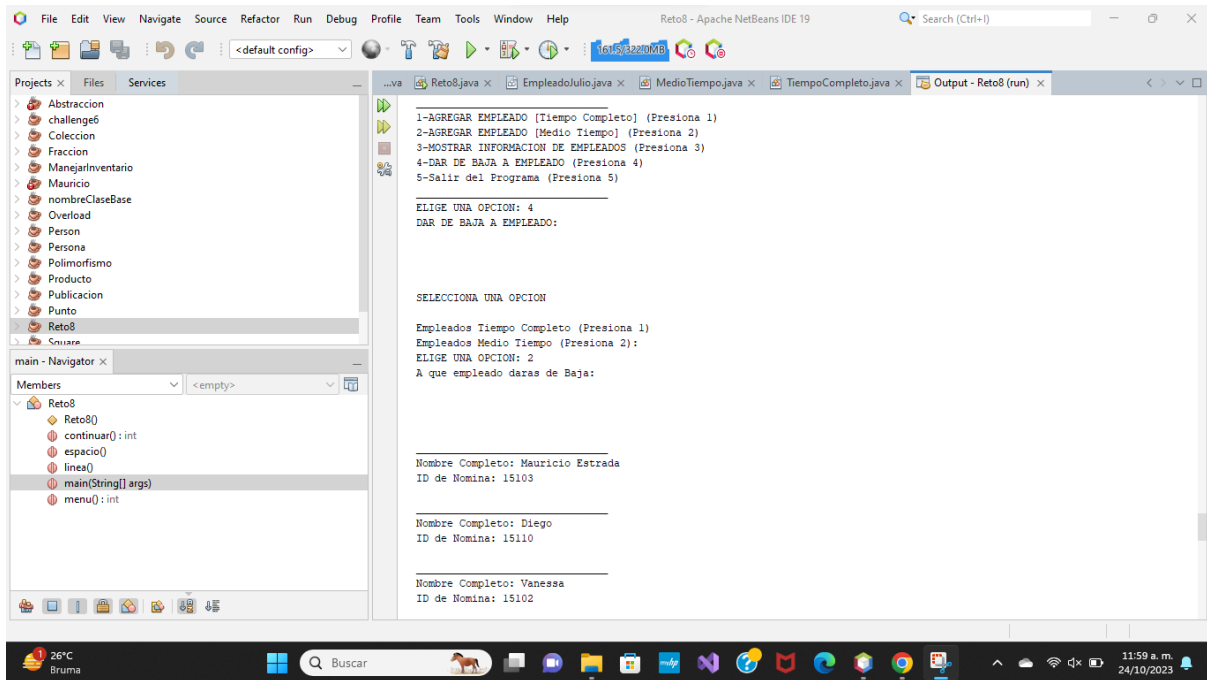 File Edit View Navigate Source Refactor Run Debug Profile Team Tools Window Help Reto8 - Apache NetBeans IDE 19 Search (Ctrl+I)
<default config> 161.5/322.0MB
Projects Files Services ...va Reto8.java EmpleadoJulio.java MedioTiempo.java TiempoCompleto.java Output - Reto8 (run)
Abstraccion
challenge6
Coleccion
Fraccion
ManejarInventario
Mauricio
nombreClaseBase
Overload
Person
Persona
Polimorfismo
Producto
Publicacion
Punto
Reto8
Square
main - Navigator
Members <empty>
Reto8
Reto8()
continuar() : int
espacio()
linea()
main(String[] args)
menu() : int
1-AGREGAR EMPLEADO [Tiempo Completo] (Presiona 1)
2-AGREGAR EMPLEADO [Medio Tiempo] (Presiona 2)
3-MOSTRAR INFORMACION DE EMPLEADOS (Presiona 3)
4-DAR DE BAJA A EMPLEADO (Presiona 4)
5-Salir del Programa (Presiona 5)
ELIGE UNA OPCION: 4
DAR DE BAJA A EMPLEADO:
SELECCIONA UNA OPCION
Empleados Tiempo Completo (Presiona 1)
Empleados Medio Tiempo (Presiona 2):
ELIGE UNA OPCION: 2
A que empleado daras de Baja:
Nombre Completo: Mauricio Estrada
ID de Nomina: 15103
Nombre Completo: Diego
ID de Nomina: 15110
Nombre Completo: Vanessa
ID de Nomina: 15102
1 26°C
Bruma
Buscar
mdp
11:59 a. m.
24/10/2023